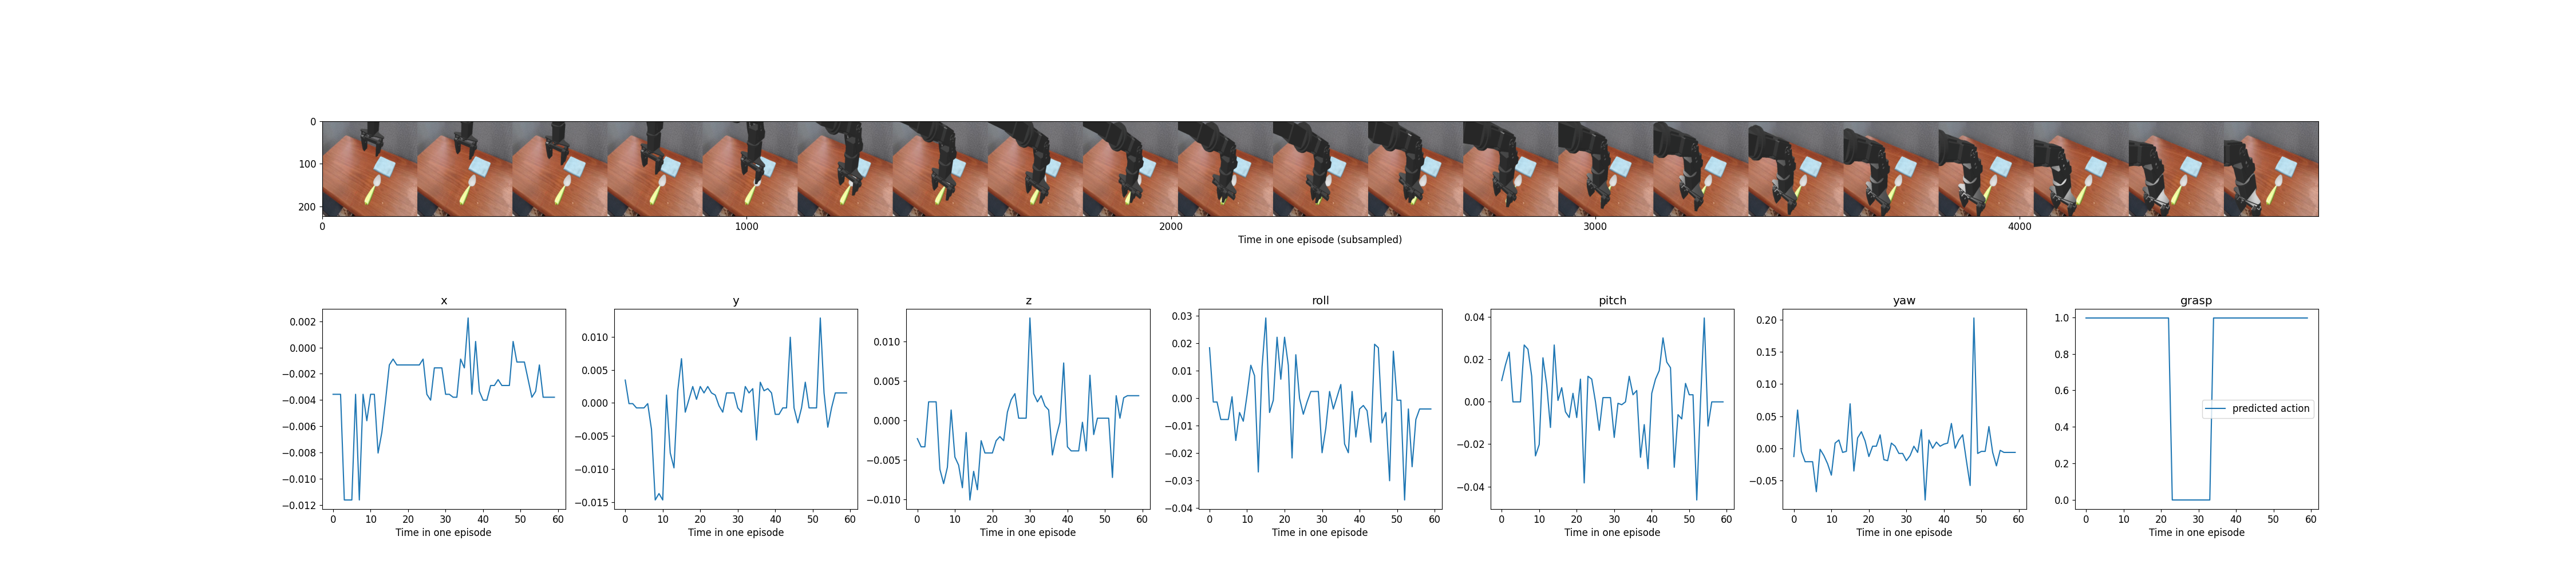 0
100
200
0 1000 2000 3000 4000
Time in one episode (subsampled)
x
0.002
0.000
−0.002
−0.004
−0.006
−0.008
−0.010
−0.012
0 10 20 30 40 50 60
Time in one episode
y
0.010
0.005
0.000
−0.005
−0.010
−0.015
0 10 20 30 40 50 60
Time in one episode
z
0.010
0.005
0.000
−0.005
−0.010
0 10 20 30 40 50 60
Time in one episode
roll
0.03
0.02
0.01
0.00
−0.01
−0.02
−0.03
−0.04
0 10 20 30 40 50 60
Time in one episode
pitch
0.04
0.02
0.00
−0.02
−0.04
0 10 20 30 40 50 60
Time in one episode
yaw
0.20
0.15
0.10
0.05
0.00
−0.05
0 10 20 30 40 50 60
Time in one episode
grasp
1.0
0.8
0.6
0.4
0.2
0.0
predicted action
0 10 20 30 40 50 60
Time in one episode